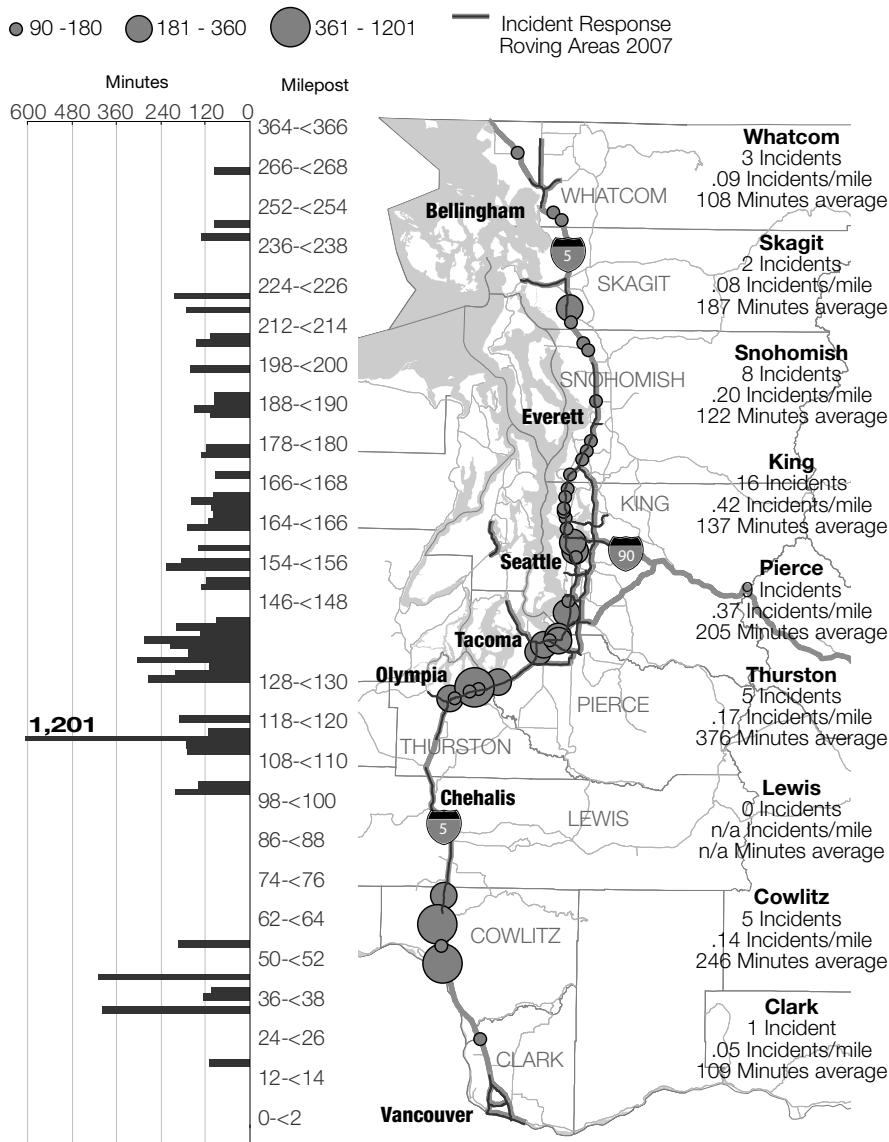 90 -180
181 - 360
361 - 1201
Incident Response
Roving Areas 2007
Minutes
Milepost
600 480 360 240 120 0
364-<366
266-<268
252-<254
236-<238
224-<226
212-<214
198-<200
188-<190
178-<180
166-<168
164-<166
154-<156
146-<148
128-<130
118-<120
1,201
108-<110
98-<100
86-<88
74-<76
62-<64
50-<52
36-<38
24-<26
12-<14
0-<2
WHATCOM
Bellingham
5
SKAGIT
SNOHOMISH
Everett
KING
Seattle
90
Tacoma
Olympia
PIERCE
THURSTON
Chehalis
5
LEWIS
COWLITZ
CLARK
Vancouver
Whatcom
3 Incidents
.09 Incidents/mile
108 Minutes average
Skagit
2 Incidents
.08 Incidents/mile
187 Minutes average
Snohomish
8 Incidents
.20 Incidents/mile
122 Minutes average
King
16 Incidents
.42 Incidents/mile
137 Minutes average
Pierce
Incidents
.37 Incidents/mile
205 Minutes average
Thurston
5 Incidents
.17 Incidents/mile
376 Minutes average
Lewis
0 Incidents
n/a Incidents/mile
n/a Minutes average
Cowlitz
5 Incidents
.14 Incidents/mile
246 Minutes average
Clark
1 Incident
.05 Incidents/mile
109 Minutes average